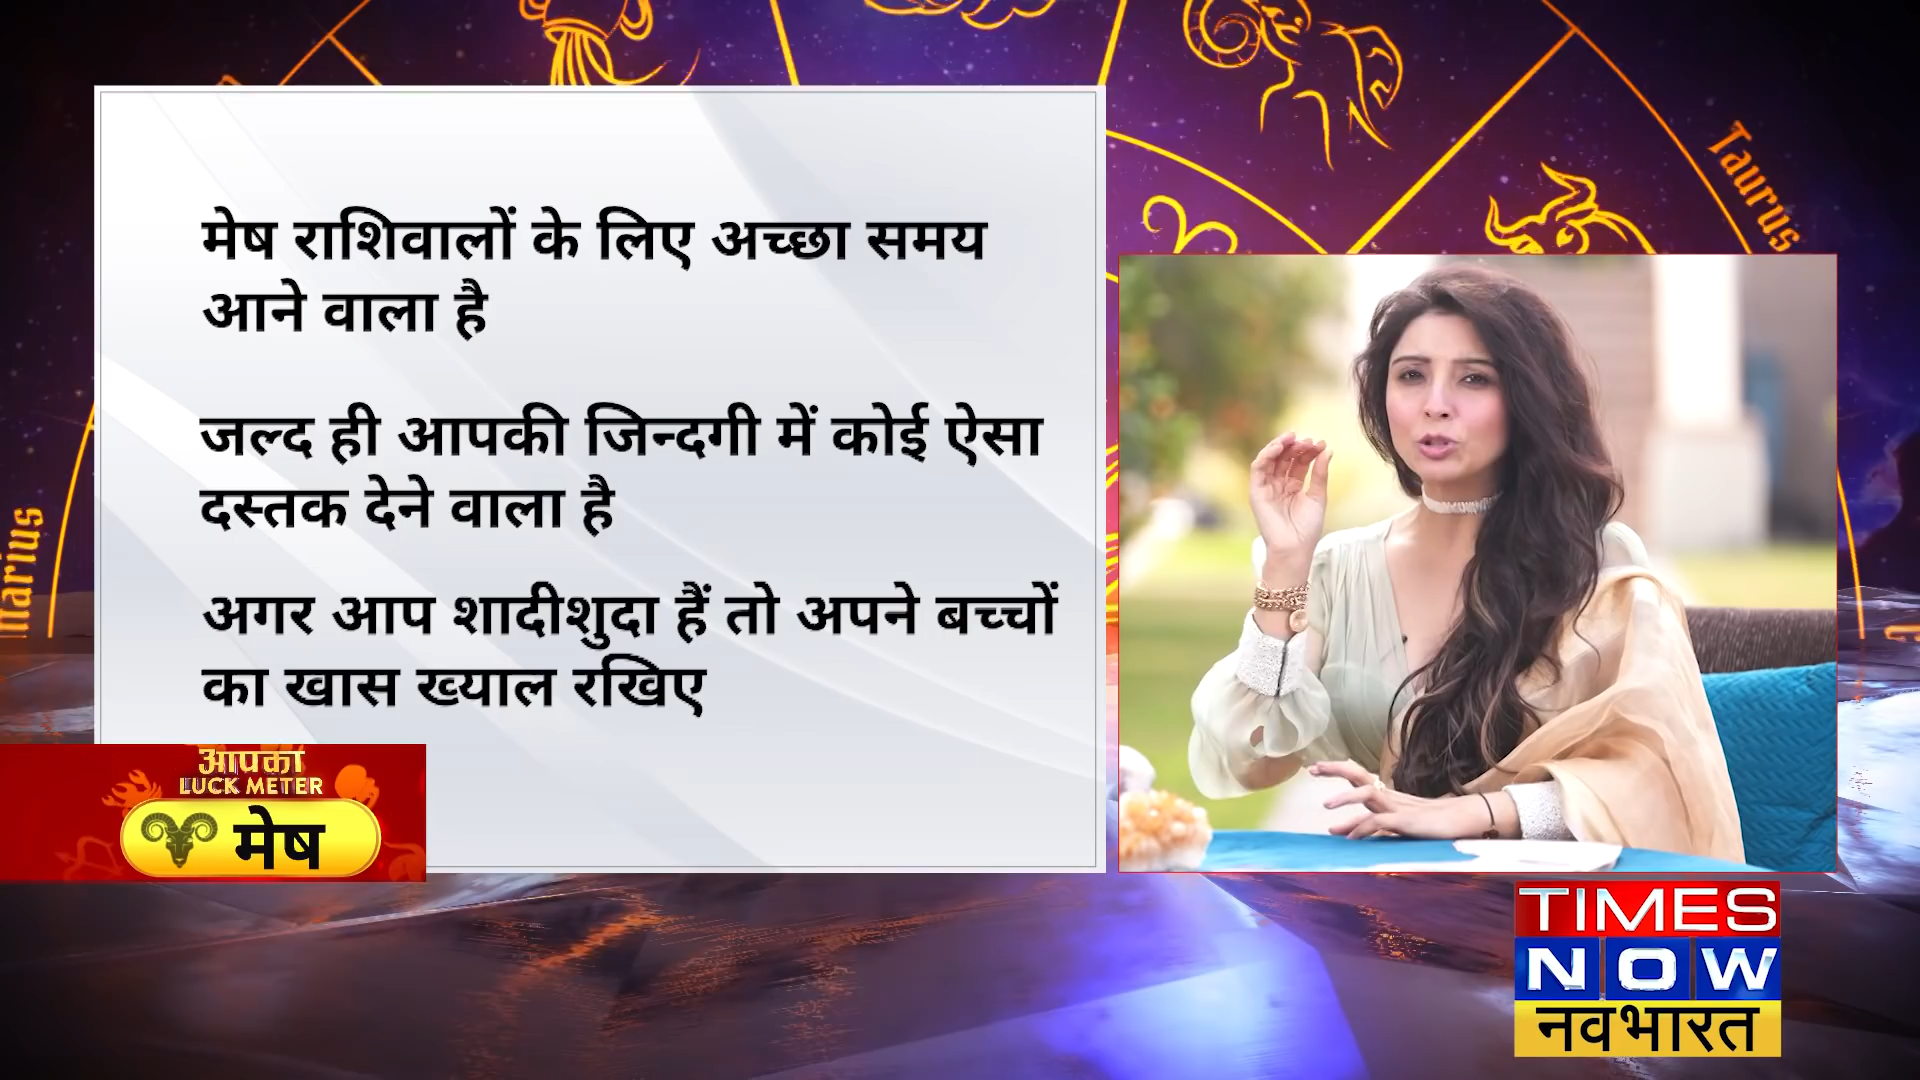 मेष राशिवालों के लिए अच्छा समय
आने वाला है
जल्द ही आपकी जिन्दगी में कोई ऐसा
दस्तक देने वाला है
अगर आप शादीशुदा हैं तो अपने बच्चों
का खास ख्याल रखिए
आपका
LUCK METER
मेष
Taurus
TIMES
NOW
नवभारत